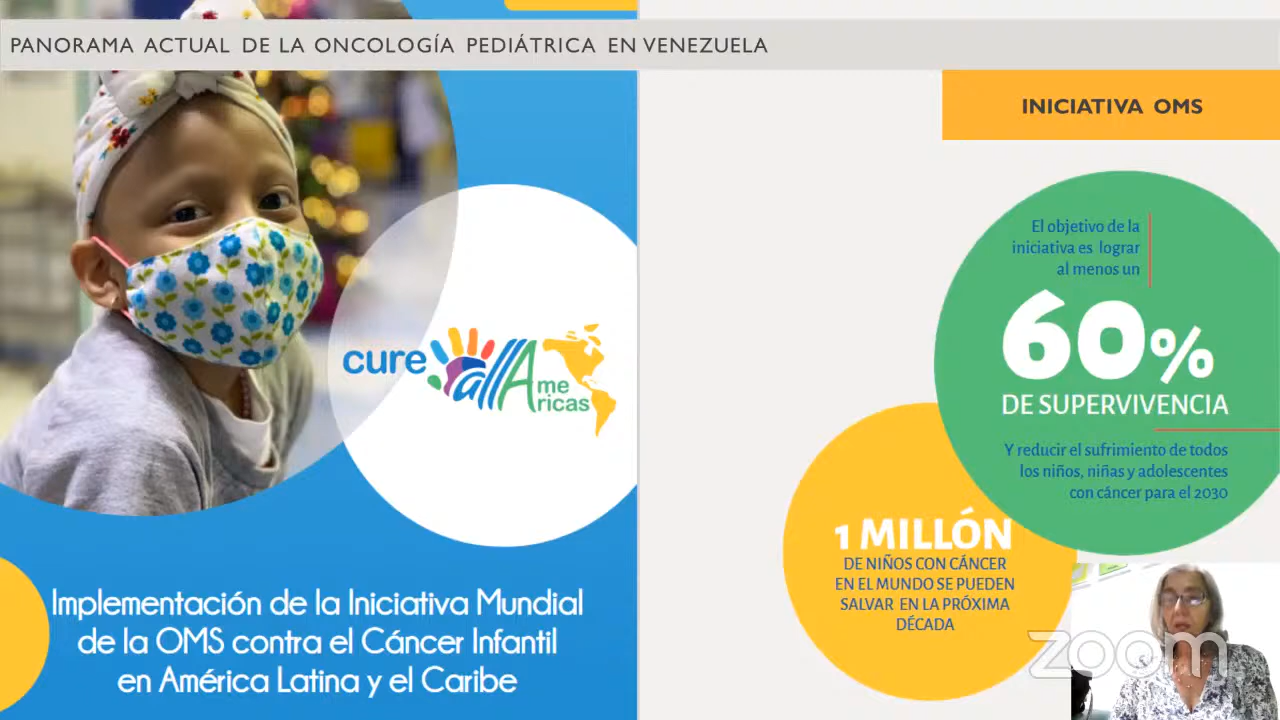 PANORAMA ACTUAL DE LA ONCOLOGÍA PEDIÁTRICA EN VENEZUELA
INICIATIVA OMS
El objetivo de la
iniciativa es lograr
al menos un
60%
DE SUPERVIVENCIA
Y reducir el sufrimiento de todos
los niños, niñas y adolescentes
con cáncer para el 2030
cure all Ame
ricas
1 MILLÓN
DE NIÑOS CON CÁNCER
EN EL MUNDO SE PUEDEN
SALVAR EN LA PRÓXIMA
DÉCADA
Implementación de la Iniciativa Mundial
de la OMS contra el Cáncer Infantil
en América Latina y el Caribe
zoom